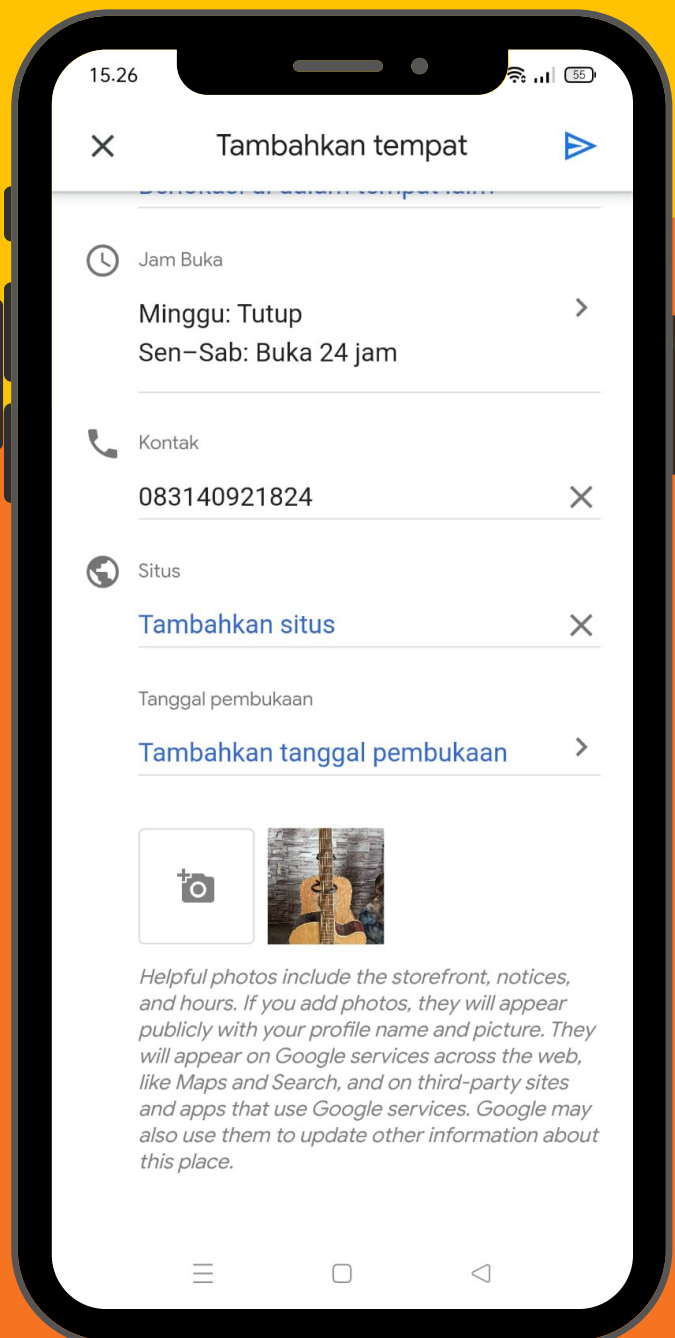 15.26
55
Tambahkan tempat
Jam Buka
Minggu: Tutup
Sen–Sab: Buka 24 jam
Kontak
083140921824
Situs
Tambahkan situs
Tanggal pembukaan
Tambahkan tanggal pembukaan
Helpful photos include the storefront, notices,
and hours. If you add photos, they will appear
publicly with your profile name and picture. They
will appear on Google services across the web,
like Maps and Search, and on third-party sites
and apps that use Google services. Google may
also use them to update other information about
this place.